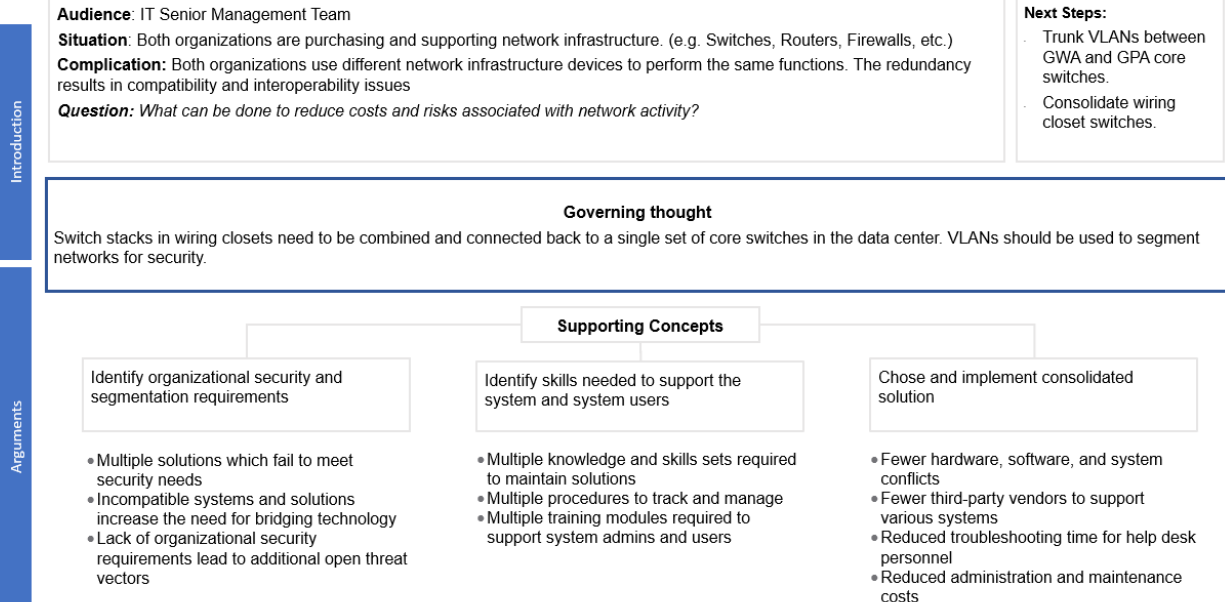 Audience: IT Senior Management Team
Situation: Both organizations are purchasing and supporting network infrastructure. (e.g. Switches, Routers, Firewalls, etc.)
Complication: Both organizations use different network infrastructure devices to perform the same functions. The redundancy
results in compatibility and interoperability issues
Question: What can be done to reduce costs and risks associated with network activity?
Next Steps:
Trunk VLANs between
GWA and GPA core
switches.
Consolidate wiring
closet switches.
Introduction
Governing thought
Switch stacks in wiring closets need to be combined and connected back to a single set of core switches in the data center. VLANs should be used to segment
networks for security.
Arguments
Supporting Concepts
Identify organizational security and
segmentation requirements
• Multiple solutions which fail to meet
security needs
• Incompatible systems and solutions
increase the need for bridging technology
• Lack of organizational security
requirements lead to additional open threat
vectors
Identify skills needed to support the
system and system users
• Multiple knowledge and skills sets required
to maintain solutions
• Multiple procedures to track and manage
• Multiple training modules required to
support system admins and users
Chose and implement consolidated
solution
• Fewer hardware, software, and system
conflicts
• Fewer third-party vendors to support
various systems
• Reduced troubleshooting time for help desk
personnel
• Reduced administration and maintenance
costs